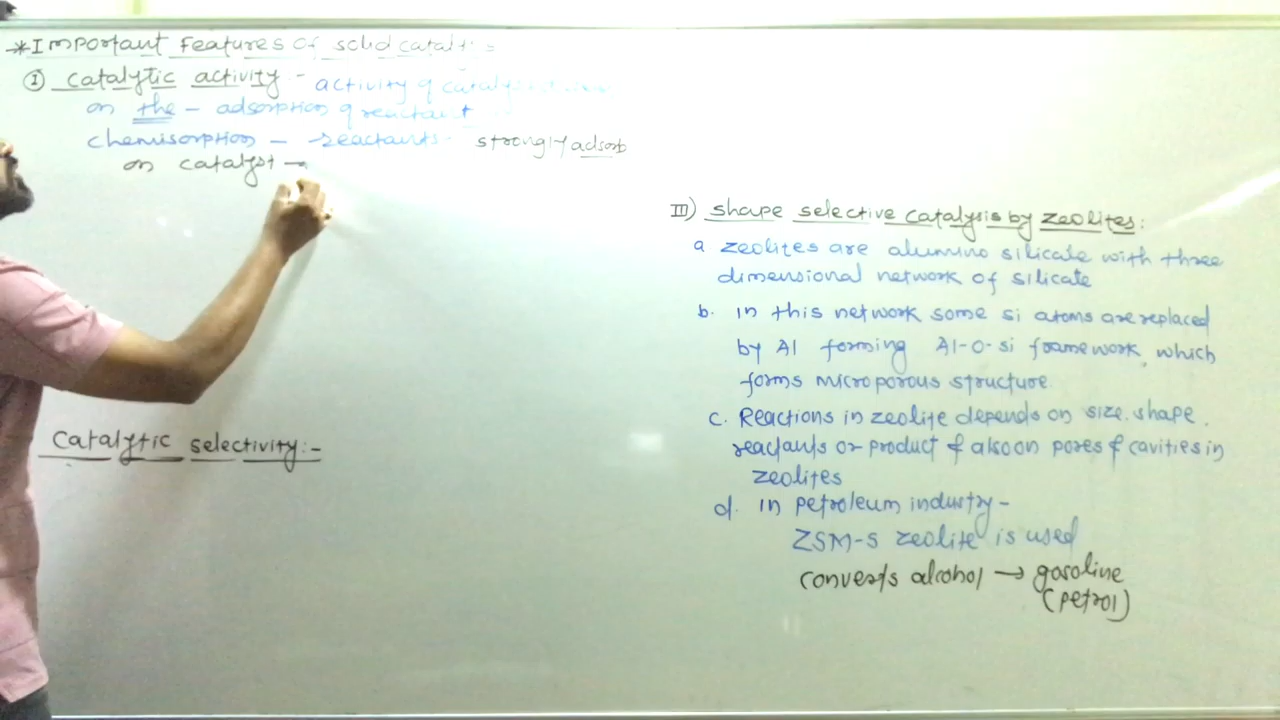 *Important Features of solid catal
① catalytic activity - activity of catalyst
on the - adsorption of reactant
chemisorption - reactants- strongly adsorb
on catalyst →
Catalytic selectivity:-
III) Shape selective catalysis by Zeolites:
a zeolites are alumino silicate with three
dimensional network of silicate
b. in this network some si atoms are replaced
by Al forming Al-O-si framework, which
forms microporous structure.
c. Reactions in zeolite depends on size. shape.
reactants or product & also on pores & cavities in
zeolites
d. in petroleum industry-
ZSM-5 zeolite is used
converts alcohol → gasoline
(petrol)